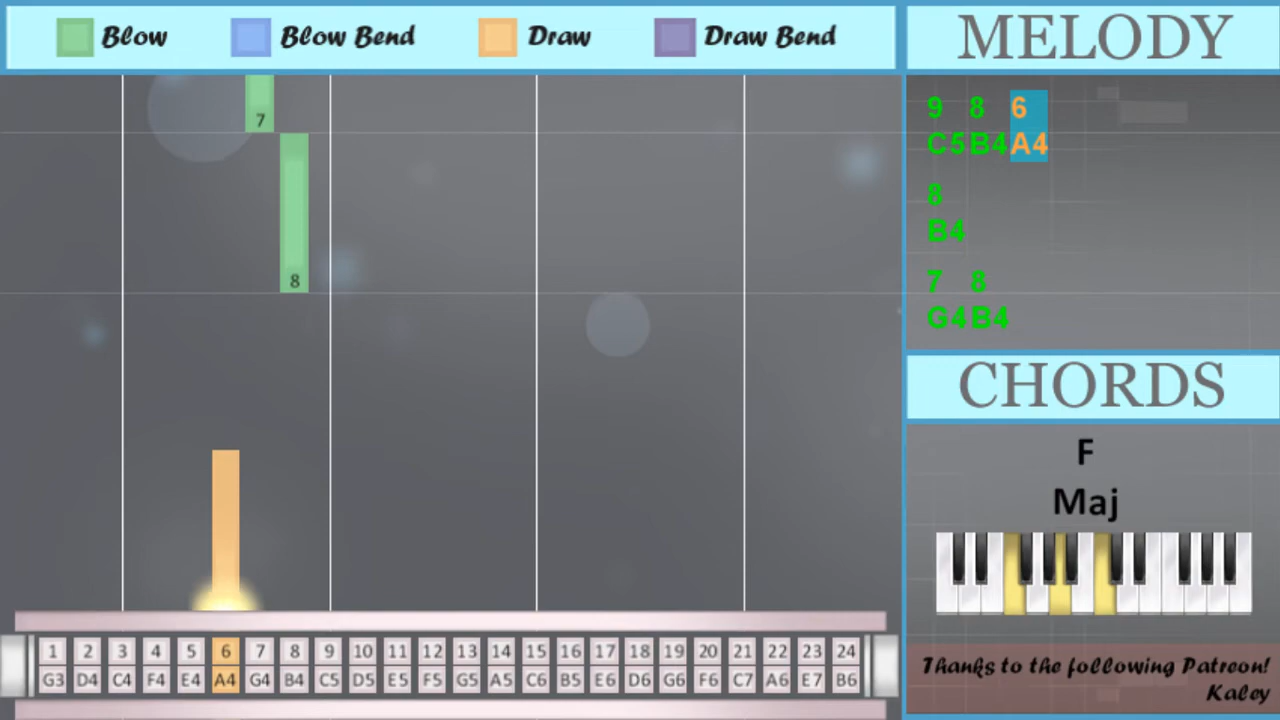 Blow Blow Bend Draw Draw Bend
MELODY
9 8 6
C5 B4 A4
8
B4
7 8
G4 B4
7
8
CHORDS
F
Maj
1 2 3 4 5 6 7 8 9 10 11 12 13 14 15 16 17 18 19 20 21 22 23 24
G3 D4 C4 F4 E4 A4 G4 B4 C5 D5 E5 F5 G5 A5 C6 B5 E6 D6 G6 F6 C7 A6 E7 B6
Thanks to the following Patreon!
Kaley